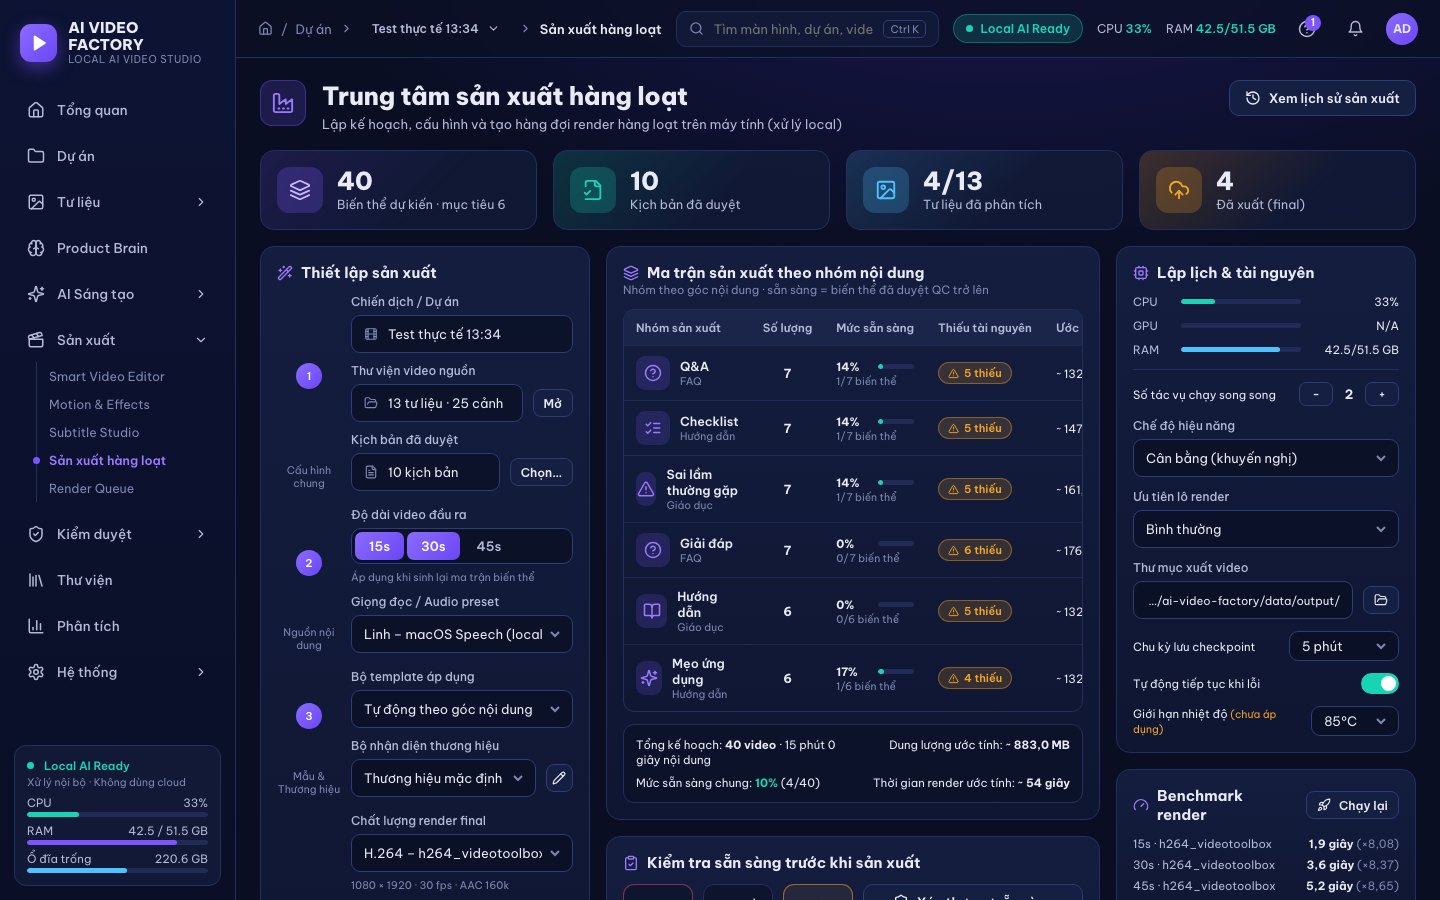 AI VIDEO
FACTORY
LOCAL AI VIDEO STUDIO
Tổng quan
Dự án
Tư liệu
Product Brain
AI Sáng tạo
Sản xuất
Smart Video Editor
Motion & Effects
Subtitle Studio
Sản xuất hàng loạt
Render Queue
Kiểm duyệt
Thư viện
Phân tích
Hệ thống
Local AI Ready
Xử lý nội bộ · Không dùng cloud
CPU 33%
RAM 42.5 / 51.5 GB
Ổ đĩa trống 220.6 GB
/ Dự án > Test thực tế 13:34 > Sản xuất hàng loạt
Tìm màn hình, dự án, vide Ctrl K
Local AI Ready
CPU 33%
RAM 42.5/51.5 GB
1
AD
Trung tâm sản xuất hàng loạt
Lập kế hoạch, cấu hình và tạo hàng đợi render hàng loạt trên máy tính (xử lý local)
Xem lịch sử sản xuất
40
Biến thể dự kiến · mục tiêu 6
10
Kịch bản đã duyệt
4/13
Tư liệu đã phân tích
4
Đã xuất (final)
Thiết lập sản xuất
1
Cấu hình
chung
Chiến dịch / Dự án
Test thực tế 13:34
Thư viện video nguồn
13 tư liệu · 25 cảnh Mở
Kịch bản đã duyệt
10 kịch bản Chọn...
2
Nguồn nội
dung
Độ dài video đầu ra
15s 30s 45s
Áp dụng khi sinh lại ma trận biến thể
Giọng đọc / Audio preset
Linh – macOS Speech (local
3
Mẫu &
Thương hiệu
Bộ template áp dụng
Tự động theo góc nội dung
Bộ nhận diện thương hiệu
Thương hiệu mặc định
Chất lượng render final
H.264 – h264_videotoolbox
1080 × 1920 · 30 fps · AAC 160k
Ma trận sản xuất theo nhóm nội dung
Nhóm theo góc nội dung · sẵn sàng = biến thể đã duyệt QC trở lên
Nhóm sản xuất Số lượng Mức sẵn sàng Thiếu tài nguyên Ước
Q&A 7 14% 5 thiếu ~ 132
FAQ 1/7 biến thể
Checklist 7 14% 5 thiếu ~ 147
Hướng dẫn 1/7 biến thể
Sai lầm
thường gặp 7 14% 5 thiếu ~ 161,
Giáo dục 1/7 biến thể
Giải đáp 7 0% 6 thiếu ~ 176
FAQ 0/7 biến thể
Hướng
dẫn 6 0% 5 thiếu ~ 132
Giáo dục 0/6 biến thể
Mẹo ứng
dụng 6 17% 4 thiếu ~ 132
Hướng dẫn 1/6 biến thể
Tổng kế hoạch: 40 video · 15 phút 0
giây nội dung
Dung lượng ước tính: ~ 883,0 MB
Mức sẵn sàng chung: 10% (4/40)
Thời gian render ước tính: ~ 54 giây
Kiểm tra sẵn sàng trước khi sản xuất
Lập lịch & tài nguyên
CPU 33%
GPU N/A
RAM 42.5/51.5 GB
Số tác vụ chạy song song - 2 +
Chế độ hiệu năng
Cân bằng (khuyến nghị)
Ưu tiên lô render
Bình thường
Thư mục xuất video
.../ai-video-factory/data/output/
Chu kỳ lưu checkpoint 5 phút
Tự động tiếp tục khi lỗi
Giới hạn nhiệt độ (chưa áp
dụng) 85°C
Benchmark
render
Chạy lại
15s · h264_videotoolbox 1,9 giây (×8,08)
30s · h264_videotoolbox 3,6 giây (×8,37)
45s · h264_videotoolbox 5,2 giây (×8,65)